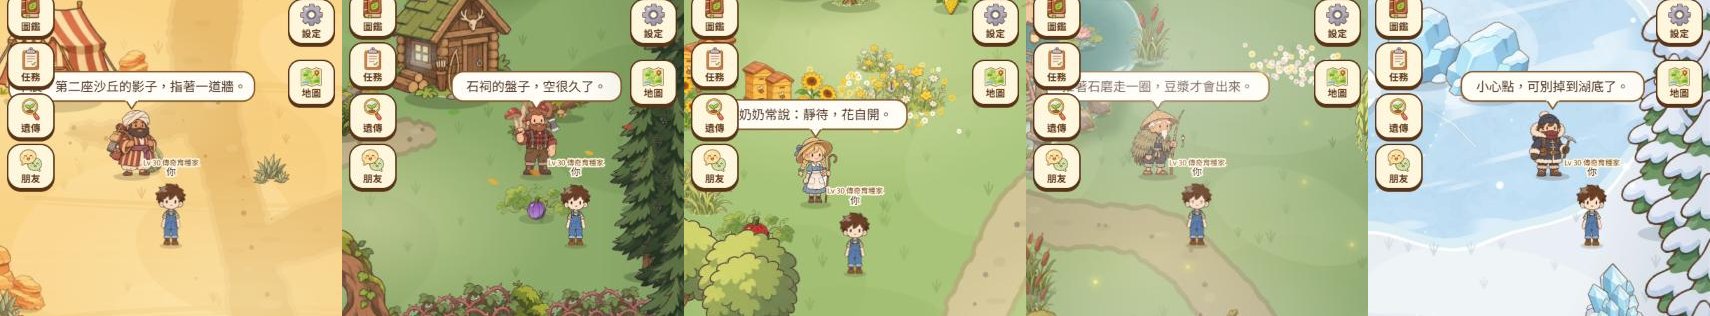 圖鑑
設定
任務
第二座沙丘的影子，指著一道牆。
地圖
遺傳
朋友
Lv 30 傳奇育種家
你
圖鑑
設定
任務
石祠的盤子，空很久了。
地圖
遺傳
朋友
Lv 30 傳奇育種家
你
圖鑑
設定
任務
地圖
奶奶常說：靜待，花自開。
遺傳
朋友
Lv 30 傳奇育種家
你
圖鑑
設定
任務
著石磨走一圈，豆漿才會出來。
地圖
遺傳
朋友
Lv 30 傳奇育種家
你
圖鑑
設定
任務
小心點，可別掉到湖底了。
地圖
遺傳
朋友
Lv 30 傳奇育種家
你